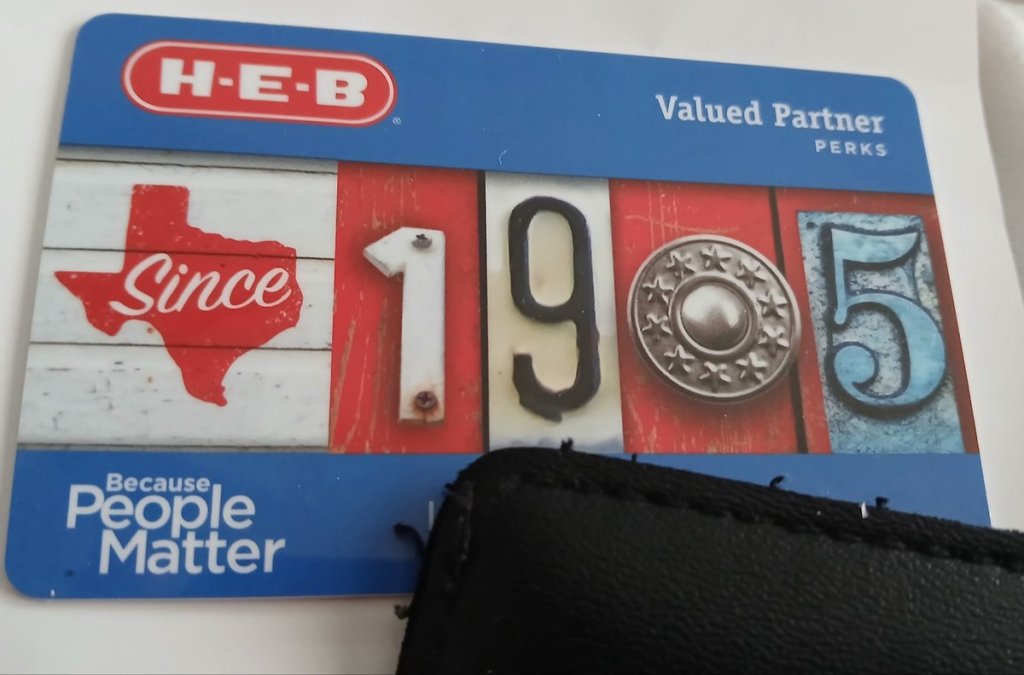 H-E-B®
Valued Partner
PERKS
Since
1905
Because
People
Matter